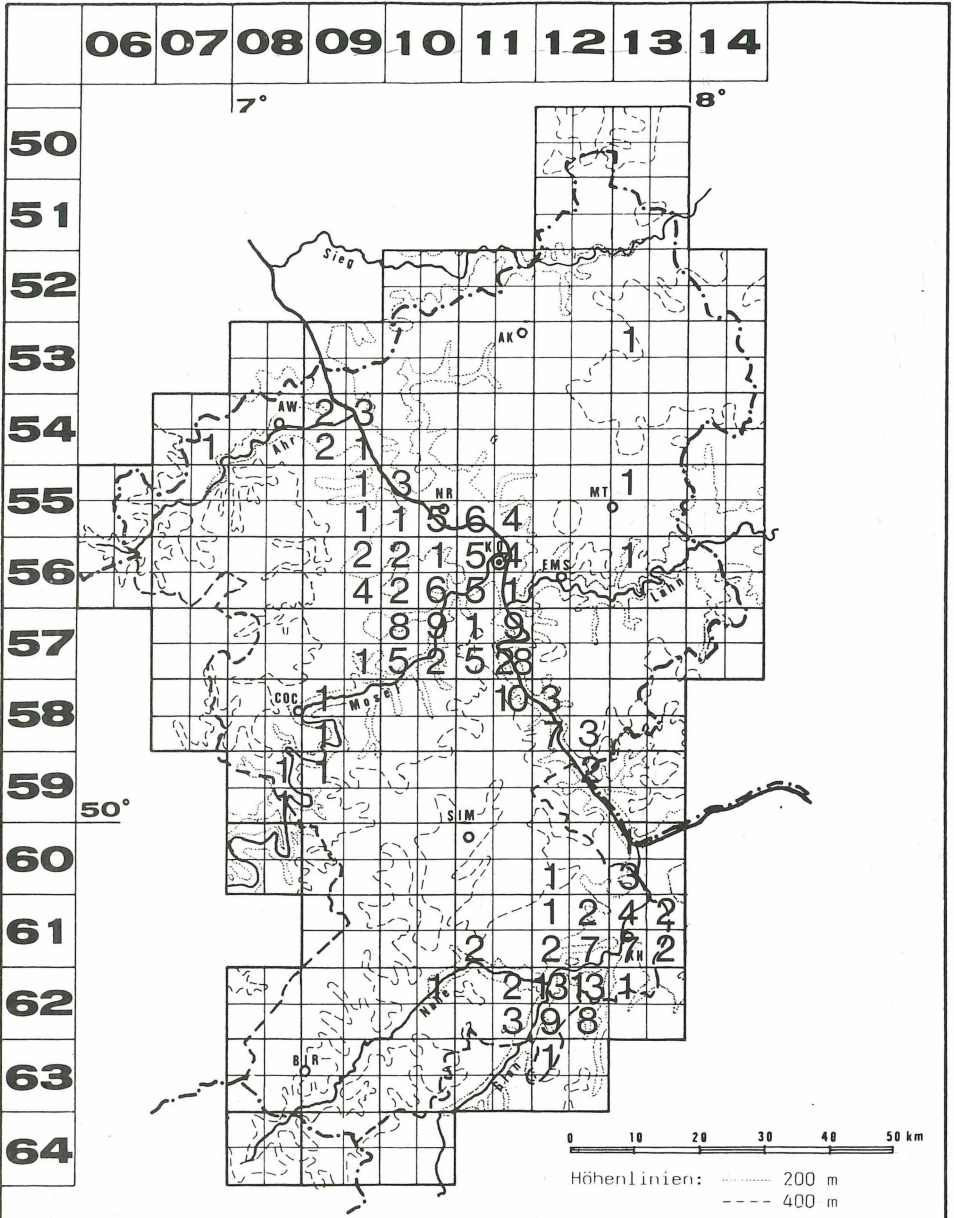 06 07 08 09 10 11 12 13 14
7° 8°
50
51
Sieg
52
53 AK 1
AW 2 3
54 1 Ahr 2 1
55 1 3 NR MT 1
1 1 5 6 4
2 2 1 5 KO 4 EMS 1
56 4 2 6 5 1 Lahn
8 9 1 9
57 1 5 2 5 28
COC 1 Mosel 10 3
58 1 7 3
1 1 2
59 1
50° SIM
60 1
1 3
1 2 4 2
61 2 2 7 7 KH 2
1 Nahe 2 13 13 1
62 3 9 8
BIR Glan 1
63
64
0 10 20 30 40 50 km
Höhenlinien: 200 m
400 m